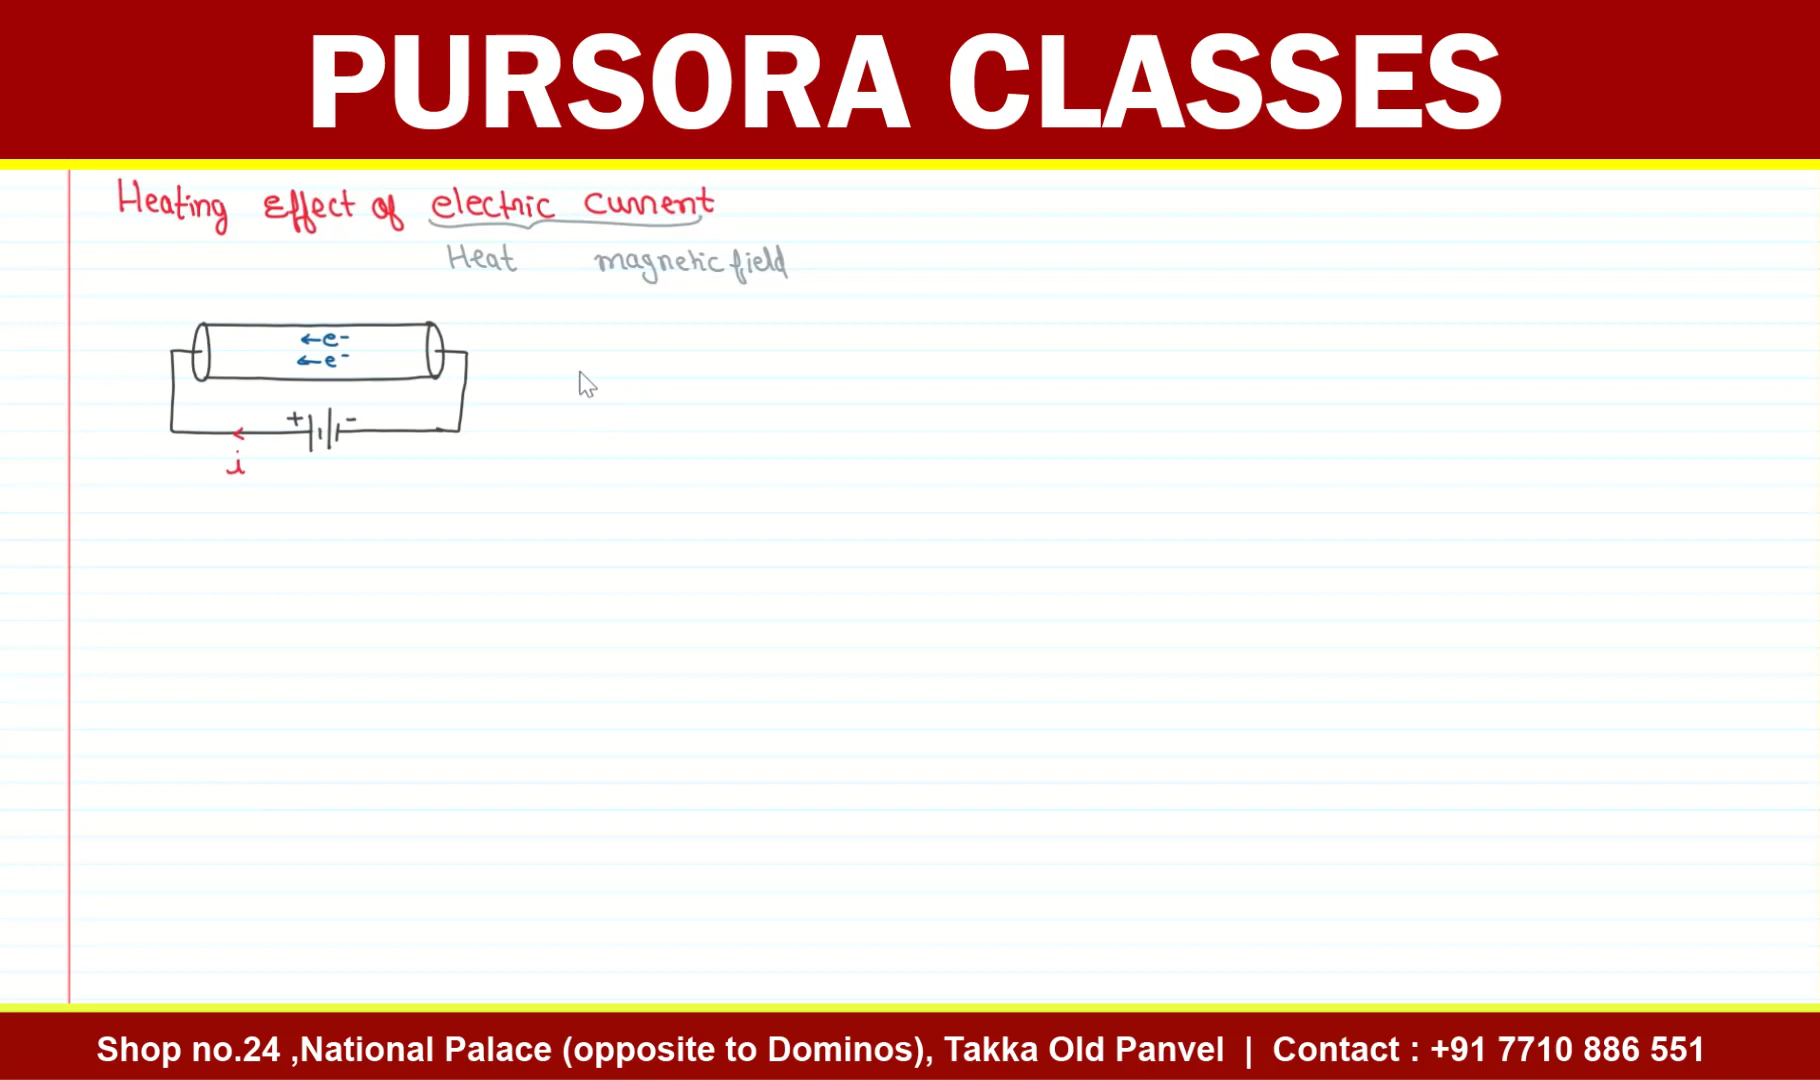 PURSORA CLASSES
Heating Effect of electric current
Heat magnetic field
←e-
←e-
+ -
i
Shop no.24 ,National Palace (opposite to Dominos), Takka Old Panvel | Contact : +91 7710 886 551